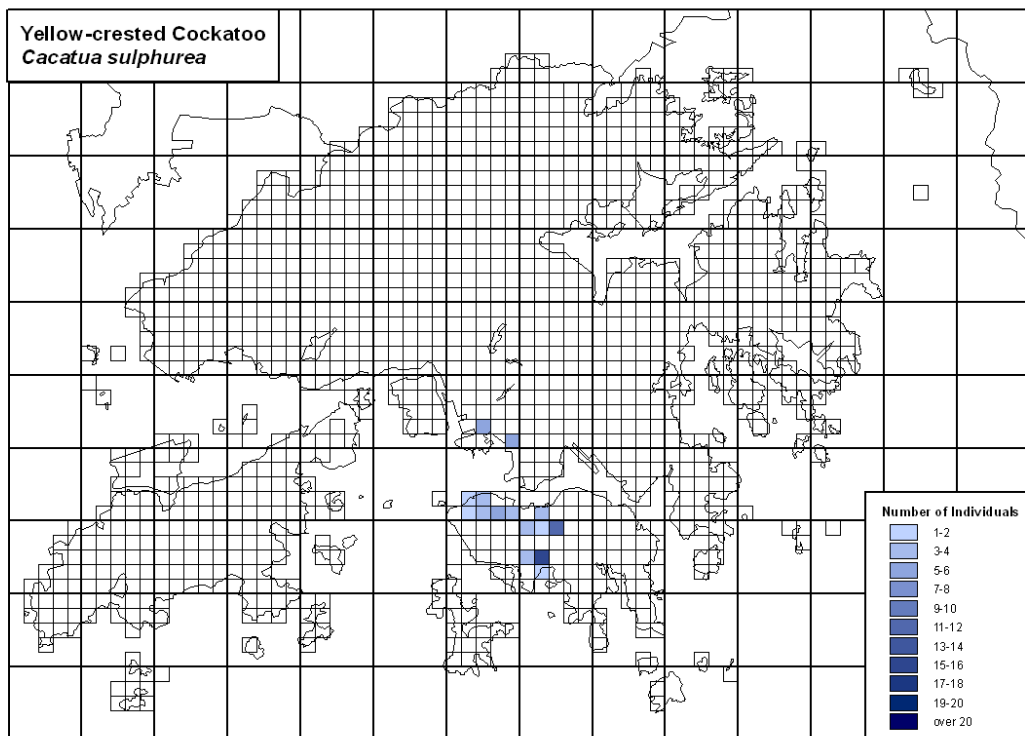 Yellow-crested Cockatoo
Cacatua sulphurea
Number of Individuals
1-2
3-4
5-6
7-8
9-10
11-12
13-14
15-16
17-18
19-20
over 20